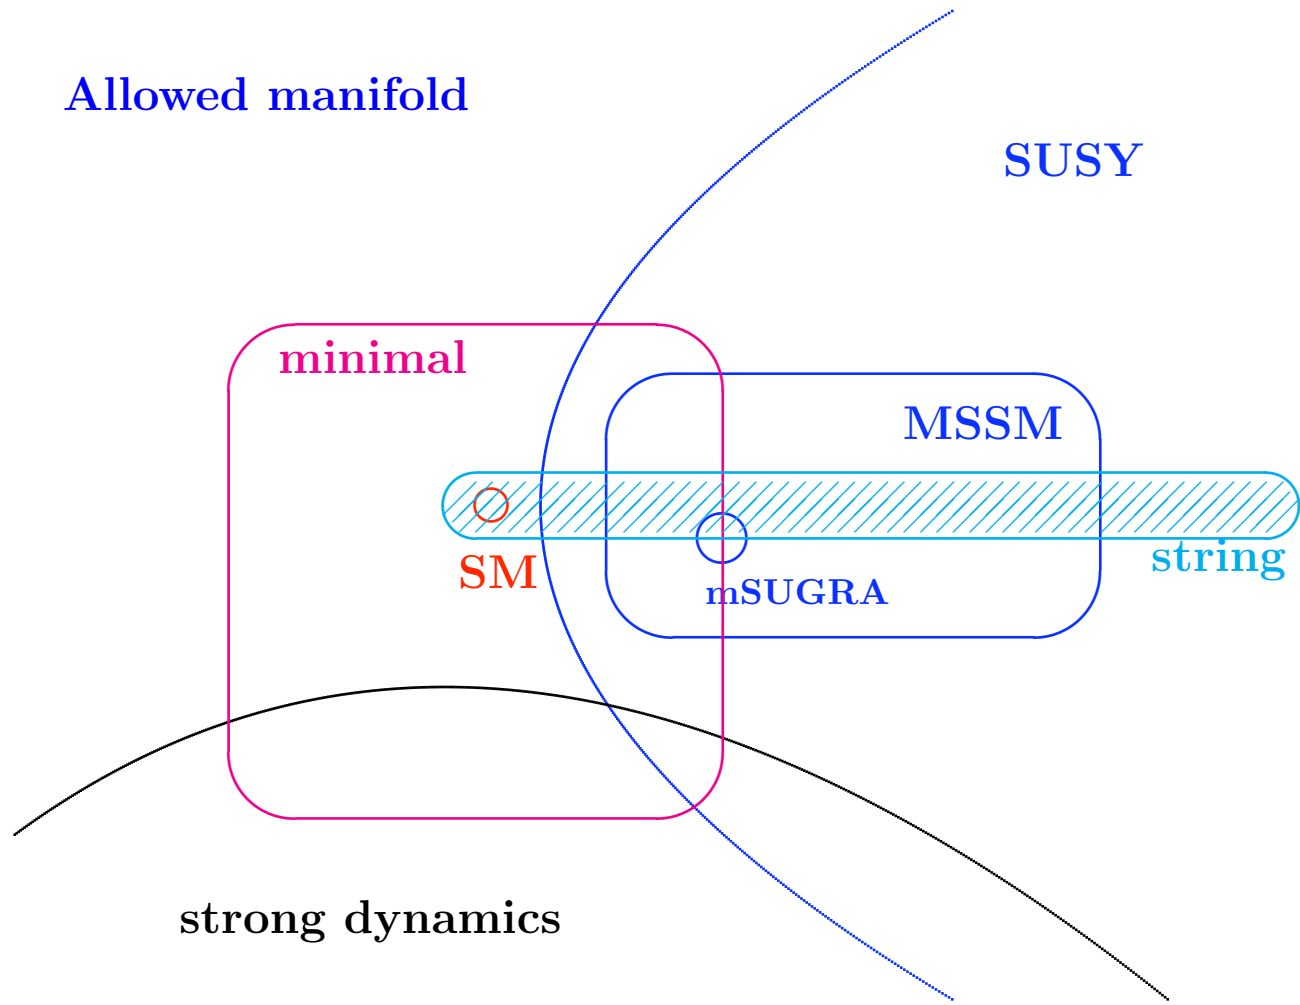 Allowed manifold
SUSY
minimal
MSSM
string
SM
mSUGRA
strong dynamics